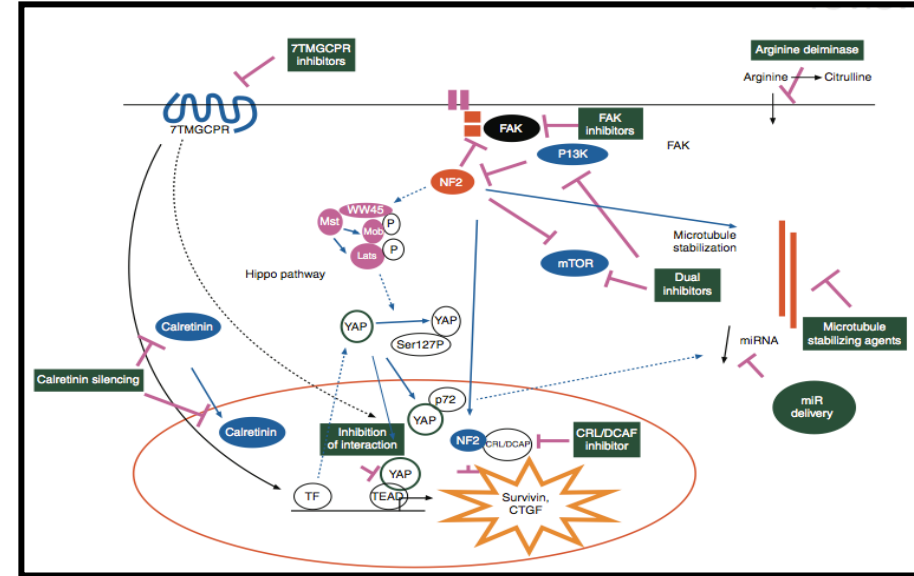 7TMGCPR
inhibitors
Arginine deiminase
Arginine
Citrulline
7TMGCPR
FAK
FAK
inhibitors
FAK
P13K
NF2
WW45
Mst
Mob
P
Lats
P
Microtubule
stabilization
mTOR
Hippo pathway
Dual
inhibitors
Calretinin
YAP
YAP
Ser127P
miRNA
Microtubule
stabilizing agents
Calretinin silencing
miR
delivery
p72
YAP
Calretinin
Inhibition
of interaction
NF2
CRL/DCAP
CRL/DCAF
inhibitor
YAP
TF
TEAD
Survivin,
CTGF